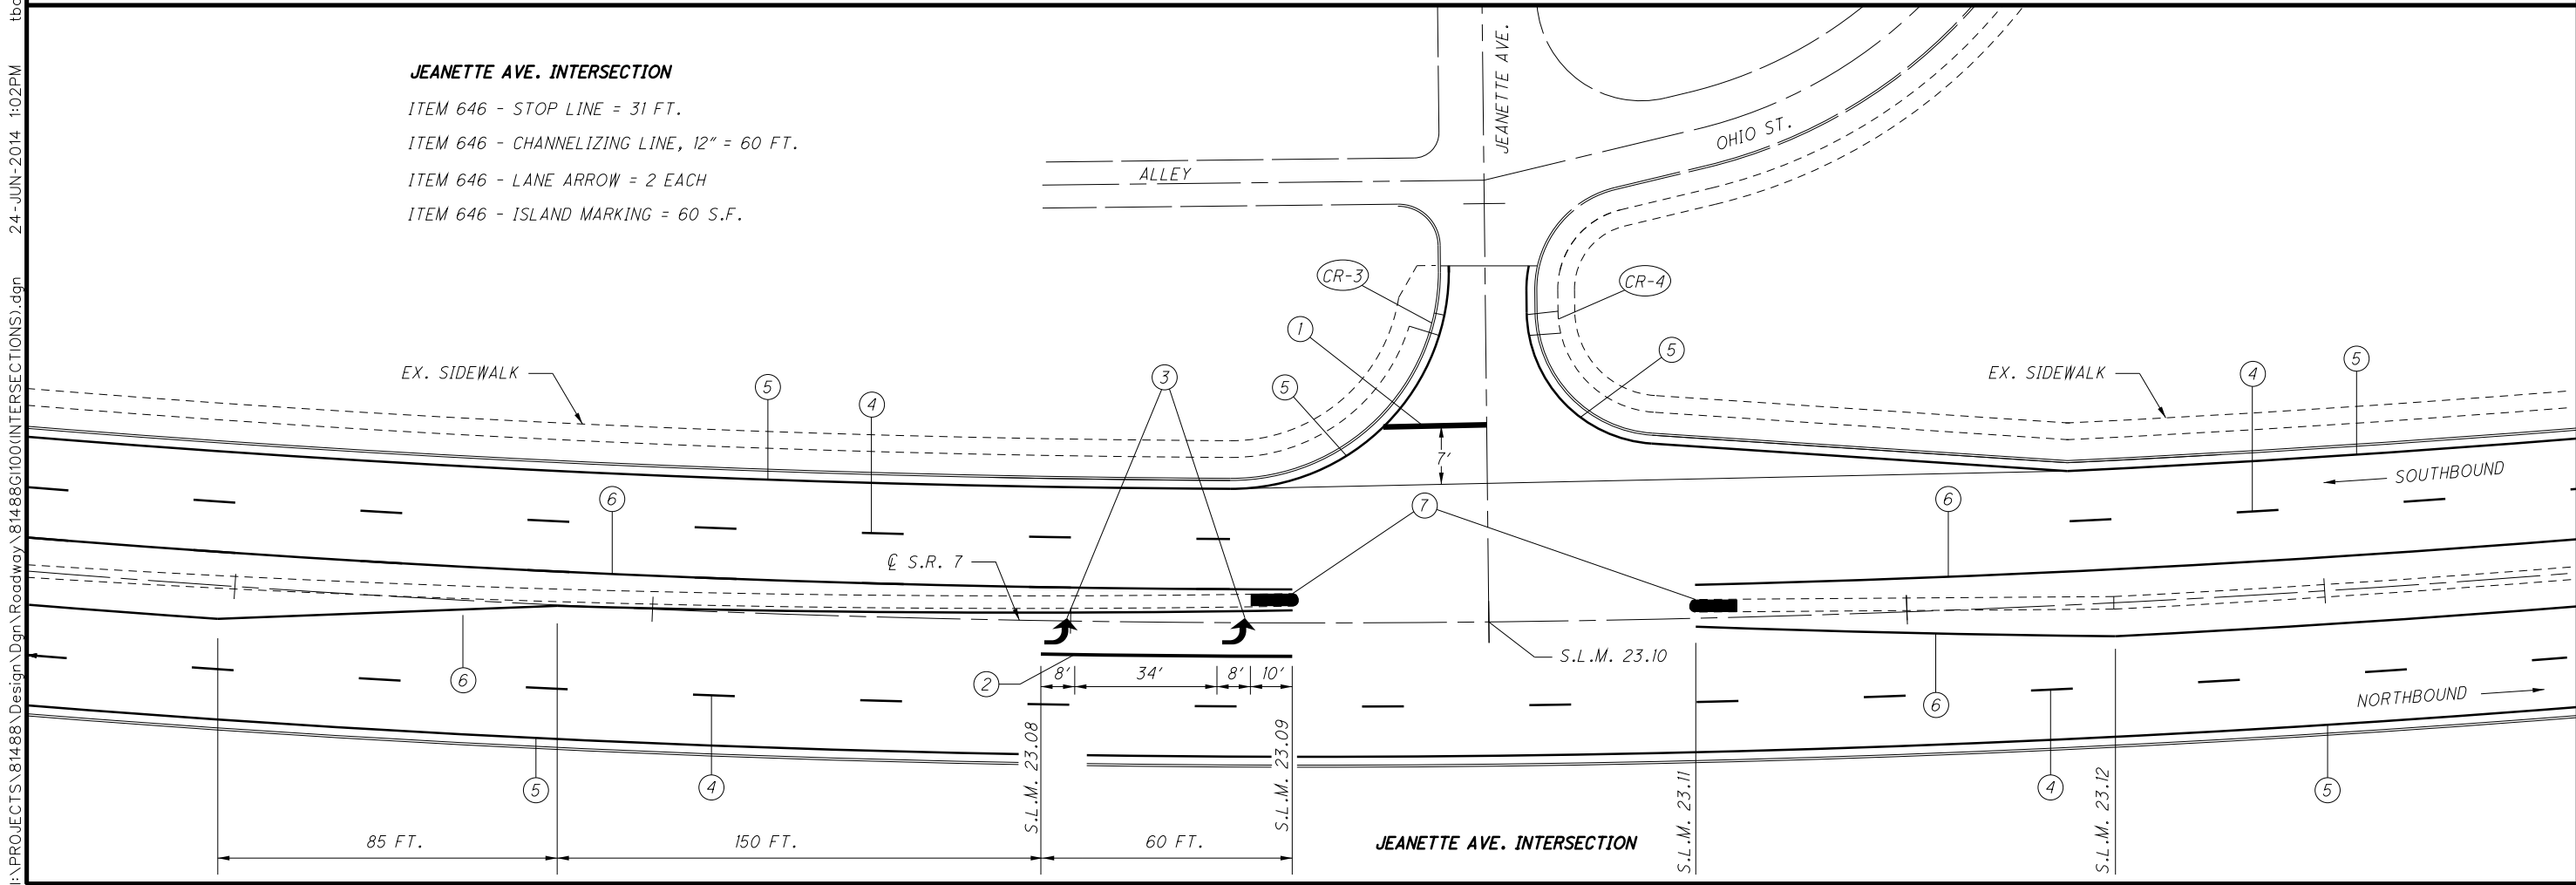 I:\PROJECTS\81488\Design\Dgn\Roadway\81488GI100(INTERSECTIONS).dgn 24-JUN-2014 1:02PM
JEANETTE AVE. INTERSECTION
ITEM 646 - STOP LINE = 31 FT.
ITEM 646 - CHANNELIZING LINE, 12" = 60 FT.
ITEM 646 - LANE ARROW = 2 EACH
ITEM 646 - ISLAND MARKING = 60 S.F.
JEANETTE AVE.
OHIO ST.
ALLEY
CR-3
CR-4
1
5
EX. SIDEWALK
5
4
3
5
EX. SIDEWALK
4
5
7'
SOUTHBOUND
6
7
6
℄ S.R. 7
S.L.M. 23.10
6
2
8'
34'
8'
10'
6
NORTHBOUND
5
4
S.L.M. 23.08
S.L.M. 23.09
S.L.M. 23.11
4
S.L.M. 23.12
5
85 FT.
150 FT.
60 FT.
JEANETTE AVE. INTERSECTION